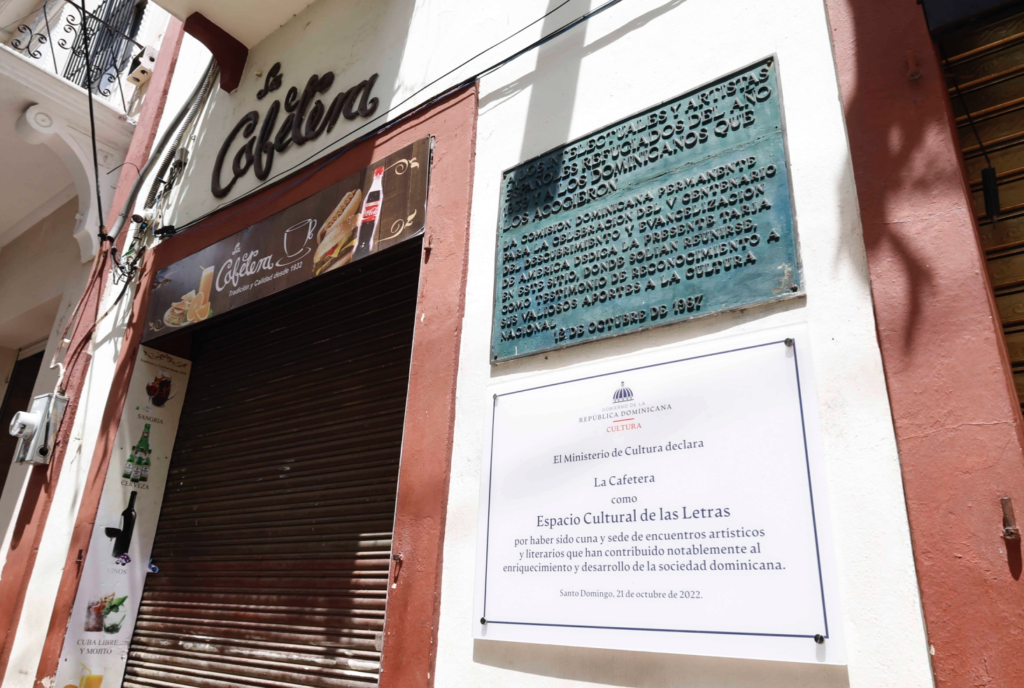 La
Cafetera
La
Cafetera
Tradición y Calidad desde 1932
SANGRIA
CERVEZA
CUBA LIBRE
Y MOJITO
INTELECTUALES Y ARTISTAS
ESPAÑOLES REFUGIADOS DEL AÑO
LOS DOMINICANOS QUE
LOS ACOGIERON
LA COMISION DOMINICANA PERMANENTE
PARA LA CELEBRACION DEL V CENTENARIO
DEL DESCUBRIMIENTO Y EVANGELIZACION
DE AMERICA, DEDICA LA PRESENTE TARJA
EN ESTE SITIO, DONDE SOLIAN REUNIRSE,
COMO TESTIMONIO DE RECONOCIMIENTO A
SUS VALIOSOS APORTES A LA CULTURA
NACIONAL
12 DE OCTUBRE DE 1987
GOBIERNO DE LA
REPÚBLICA DOMINICANA
CULTURA
El Ministerio de Cultura declara
La Cafetera
como
Espacio Cultural de las Letras
por haber sido cuna y sede de encuentros artísticos
y literarios que han contribuido notablemente al
enriquecimiento y desarrollo de la sociedad dominicana.
Santo Domingo, 21 de octubre de 2022.